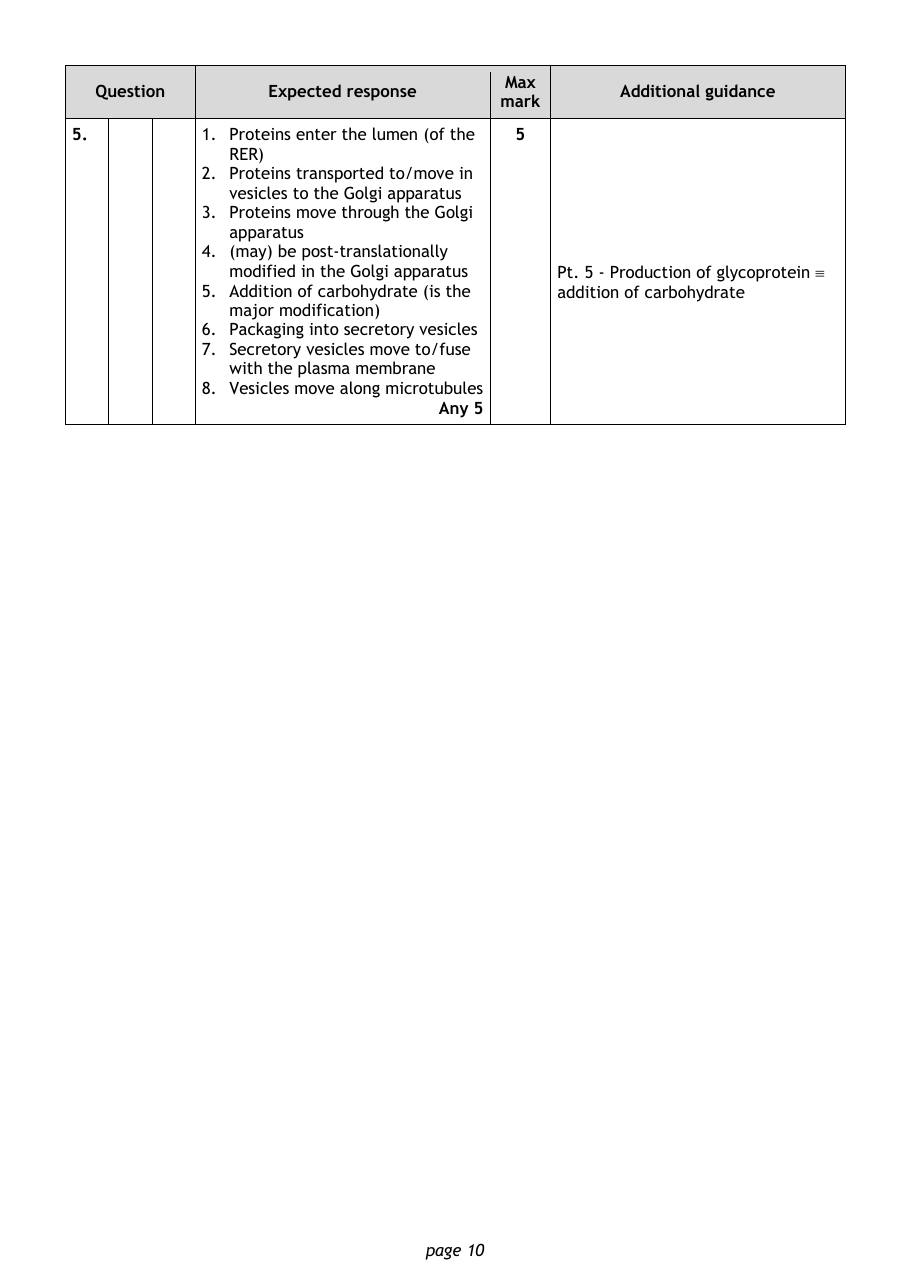 Question Expected response Max mark Additional guidance
5. 1. Proteins enter the lumen (of the 5
RER)
2. Proteins transported to/move in
vesicles to the Golgi apparatus
3. Proteins move through the Golgi
apparatus
4. (may) be post-translationally
modified in the Golgi apparatus
5. Addition of carbohydrate (is the
major modification)
6. Packaging into secretory vesicles
7. Secretory vesicles move to/fuse
with the plasma membrane
8. Vesicles move along microtubules
Any 5
Pt. 5 - Production of glycoprotein ≡
addition of carbohydrate
page 10